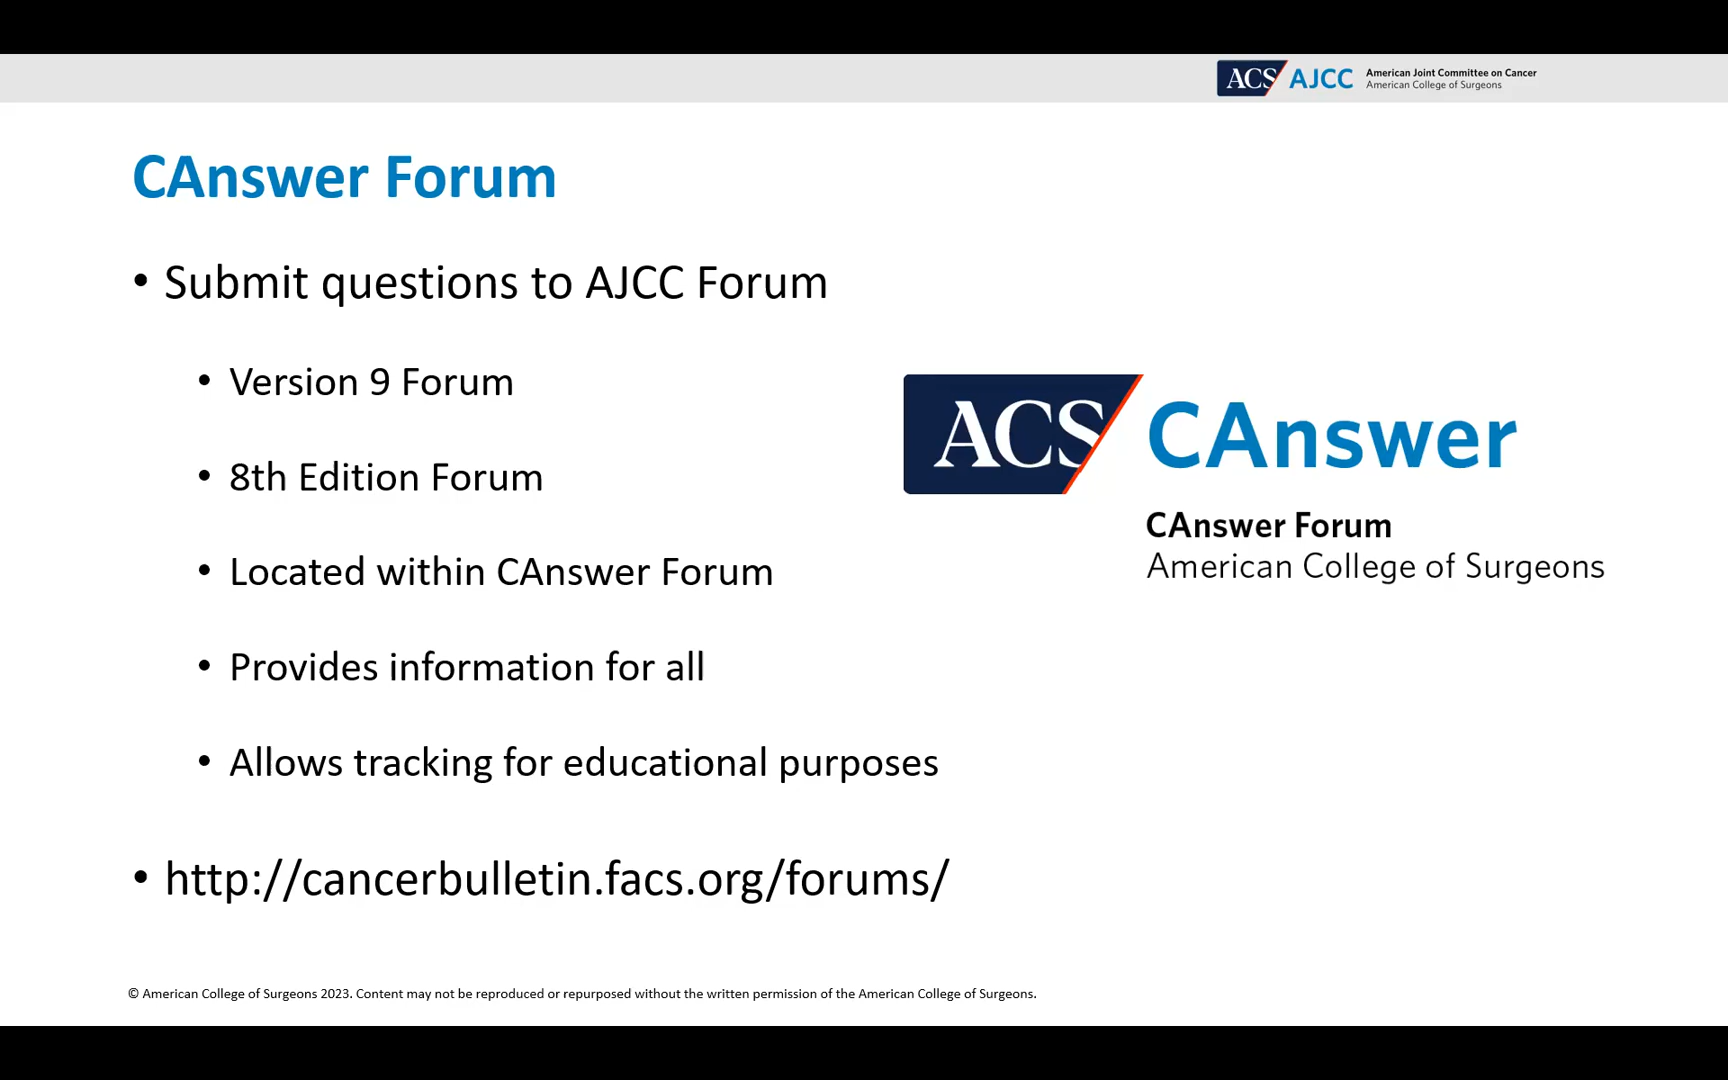 ACS AJCC American Joint Committee on Cancer
American College of Surgeons
CAnswer Forum
• Submit questions to AJCC Forum
• Version 9 Forum
• 8th Edition Forum
• Located within CAnswer Forum
• Provides information for all
• Allows tracking for educational purposes
• http://cancerbulletin.facs.org/forums/
ACS CAnswer
CAnswer Forum
American College of Surgeons
© American College of Surgeons 2023. Content may not be reproduced or repurposed without the written permission of the American College of Surgeons.